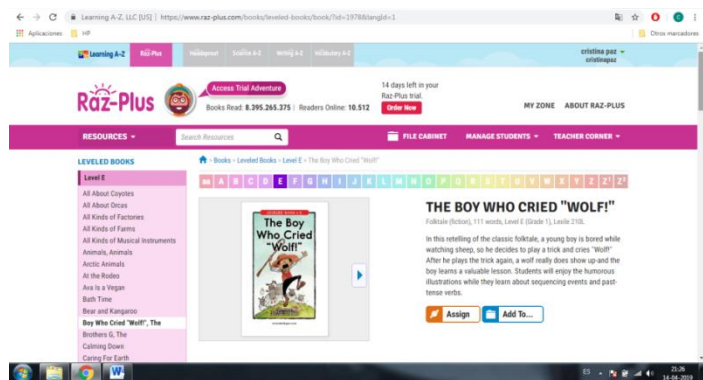 Learning A-Z, LLC [US] | https://www.raz-plus.com/books/leveled-books/book/?id=1978&langId=1
Aplicaciones HP Otros marcadores
Learning A-Z Raz-Plus Headsprout Science A-Z Writing A-Z Vocabulary A-Z cristina paz
cristinapaz
Raz-Plus
Access Trial Adventure
Books Read: 8.395.265.375 | Readers Online: 10.512
14 days left in your
Raz-Plus trial.
Order Now
MY ZONE ABOUT RAZ-PLUS
RESOURCES Search Resources FILE CABINET MANAGE STUDENTS TEACHER CORNER
LEVELED BOOKS
Level E
All About Coyotes
All About Orcas
All Kinds of Factories
All Kinds of Farms
All Kinds of Musical Instruments
Animals, Animals
Arctic Animals
At the Rodeo
Ava Is a Vegan
Bath Time
Bear and Kangaroo
Boy Who Cried "Wolf!", The
Brothers G, The
Calming Down
Caring For Earth
Books Leveled Books Level E The Boy Who Cried "Wolf!"
aa A B C D E F G H I J K L M N O P Q R S T U V W X Y Z Z¹ Z²
The Boy
Who Cried
"Wolf!"
THE BOY WHO CRIED "WOLF!"
Folktale (fiction), 111 words, Level E (Grade 1), Lexile 210L
In this retelling of the classic folktale, a young boy is bored while
watching sheep, so he decides to play a trick and cries "Wolf!"
After he plays the trick again, a wolf really does show up-and the
boy learns a valuable lesson. Students will enjoy the humorous
illustrations while they learn about sequencing events and past-
tense verbs.
Assign Add To...
ES 21:26
14-04-2019